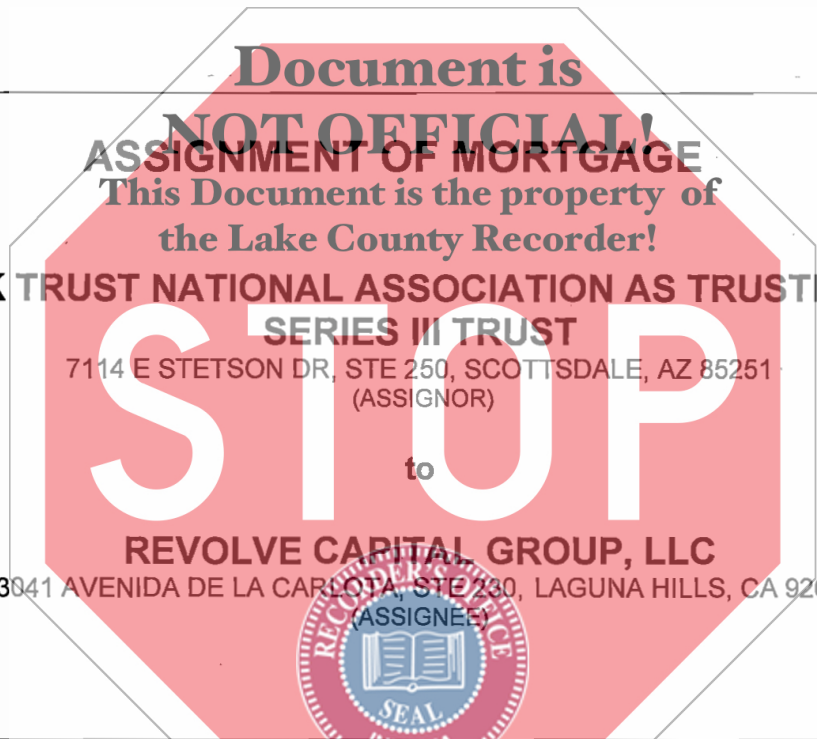 Document is
NOT OFFICIAL!
ASSIGNMENT OF MORTGAGE
This Document is the property of
the Lake County Recorder!
TRUST NATIONAL ASSOCIATION AS
SERIES III TRUST
7114 E STETSON DR, STE 250, SCOTTSDALE, AZ 85251
(ASSIGNOR)
STOP
to
REVOLVE CAPITAL GROUP, LLC
3041 AVENIDA DE LA CARLOTA, STE 230, LAGUNA HILLS, CA
(ASSIGNEE)
RECORDER'S OFFICE
SEAL